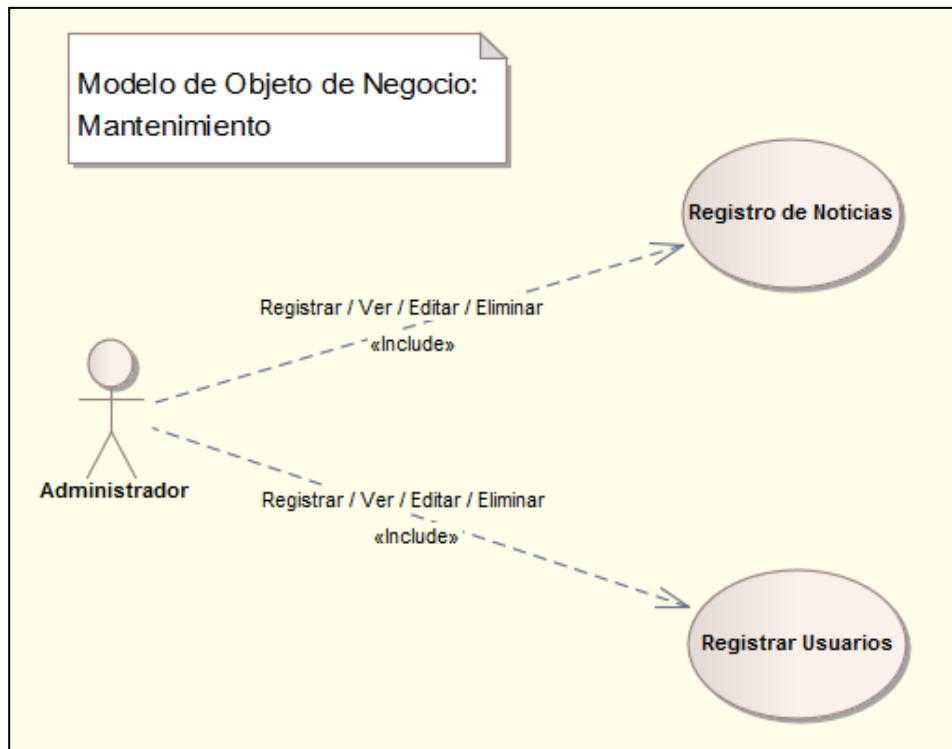 Modelo de Objeto de Negocio:
Mantenimiento
Registro de Noticias
Registrar / Ver / Editar / Eliminar
«Include»
Administrador
Registrar / Ver / Editar / Eliminar
«Include»
Registrar Usuarios